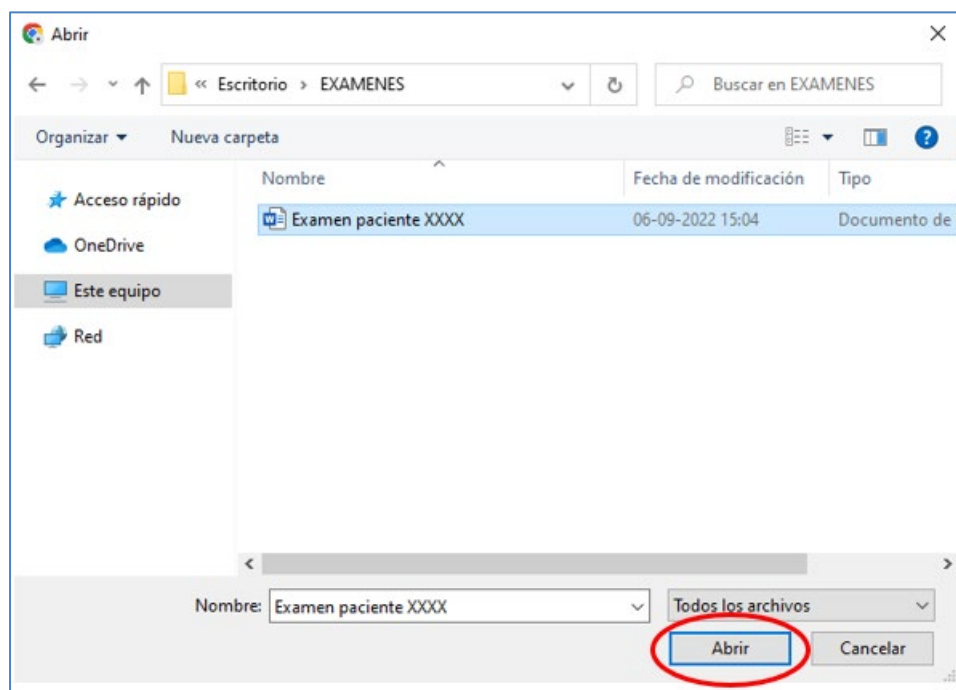 Abrir
« Escritorio > EXAMENES
Buscar en EXAMENES
Organizar
Nueva carpeta
?
Nombre
Fecha de modificación
Tipo
Acceso rápido
Examen paciente XXXX
06-09-2022 15:04
Documento de
OneDrive
Este equipo
Red
Nombre: Examen paciente XXXX
Todos los archivos
Abrir
Cancelar